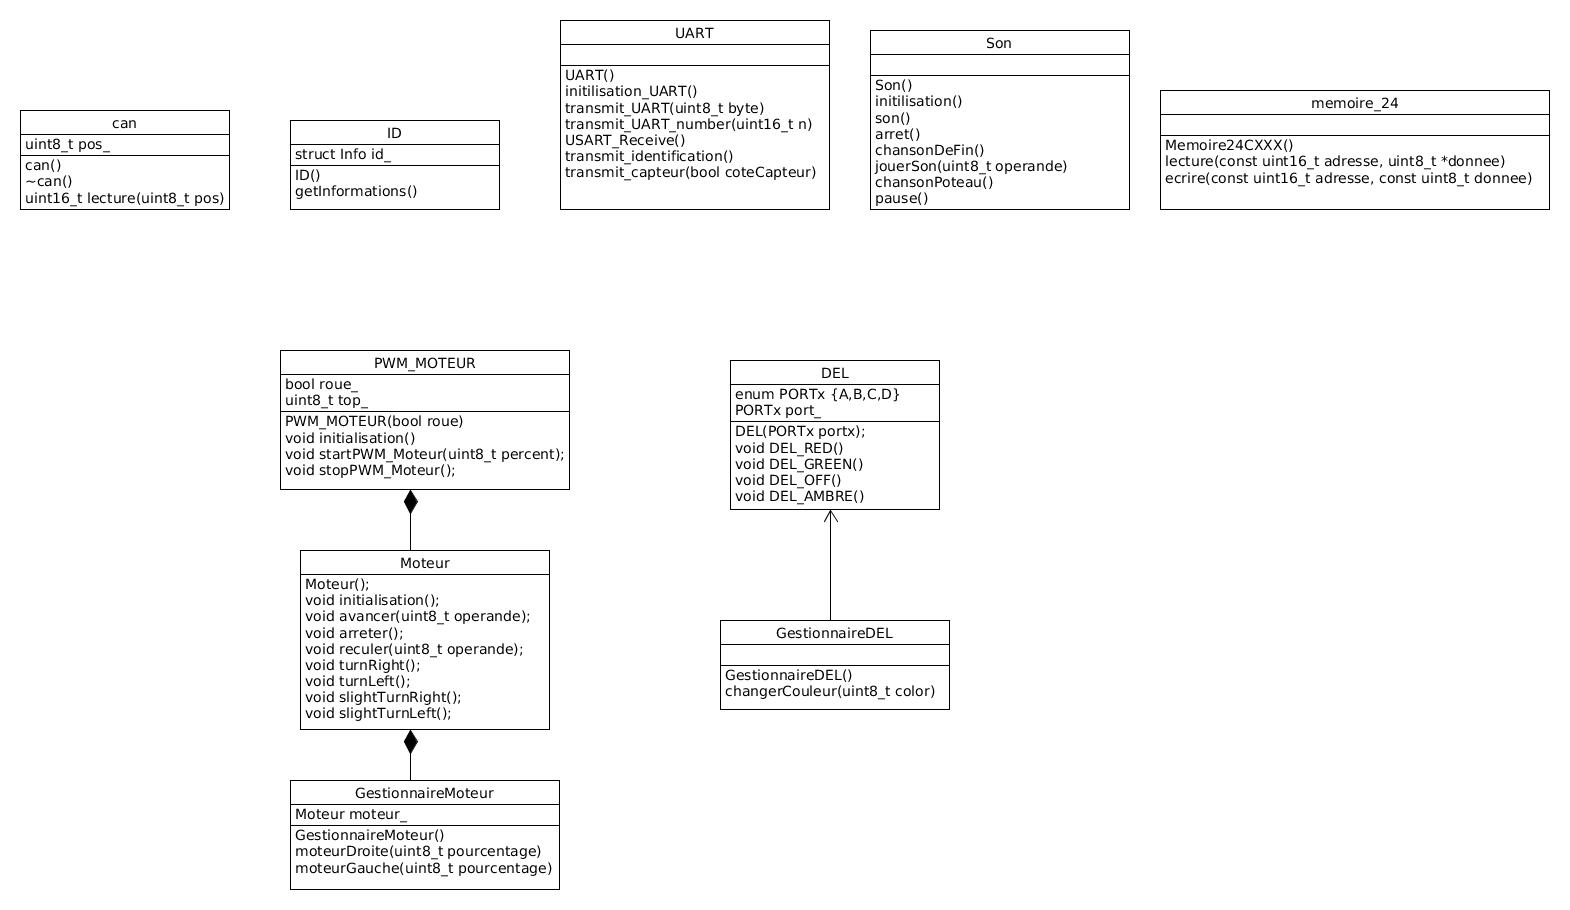 can
uint8_t pos_
can()
~can()
uint16_t lecture(uint8_t pos)
ID
struct Info id_
ID()
getInformations()
UART
UART()
initilisation_UART()
transmit_UART(uint8_t byte)
transmit_UART_number(uint16_t n)
USART_Receive()
transmit_identification()
transmit_capteur(bool coteCapteur)
Son
Son()
initilisation()
son()
arret()
chansonDeFin()
jouerSon(uint8_t operande)
chansonPoteau()
pause()
memoire_24
Memoire24CXXX()
lecture(const uint16_t adresse, uint8_t *donnee)
ecrire(const uint16_t adresse, const uint8_t donnee)
PWM_MOTEUR
bool roue_
uint8_t top_
PWM_MOTEUR(bool roue)
void initialisation()
void startPWM_Moteur(uint8_t percent);
void stopPWM_Moteur();
Moteur
Moteur();
void initialisation();
void avancer(uint8_t operande);
void arreter();
void reculer(uint8_t operande);
void turnRight();
void turnLeft();
void slightTurnRight();
void slightTurnLeft();
GestionnaireMoteur
Moteur moteur_
GestionnaireMoteur()
moteurDroite(uint8_t pourcentage)
moteurGauche(uint8_t pourcentage)
DEL
enum PORTx {A,B,C,D}
PORTx port_
DEL(PORTx portx);
void DEL_RED()
void DEL_GREEN()
void DEL_OFF()
void DEL_AMBRE()
GestionnaireDEL
GestionnaireDEL()
changerCouleur(uint8_t color)